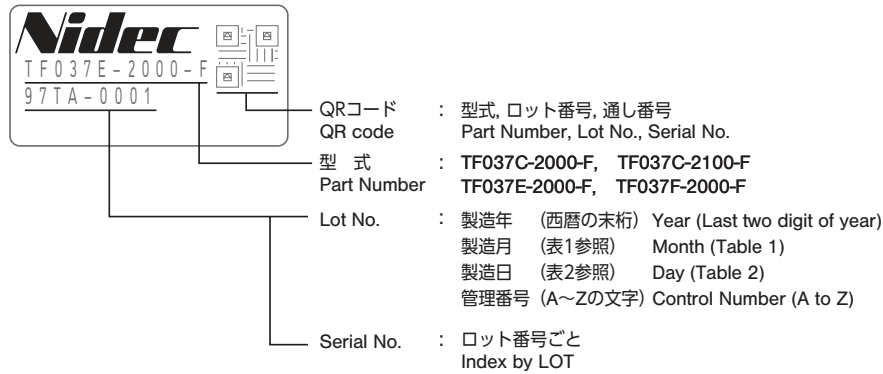 Nidec
TF037E-2000-F
97TA-0001
QRコード : 型式, ロット番号, 通し番号
QR code Part Number, Lot No., Serial No.
型 式 : TF037C-2000-F, TF037C-2100-F
Part Number TF037E-2000-F, TF037F-2000-F
Lot No. : 製造年 (西暦の末桁) Year (Last two digit of year)
製造月 (表1参照) Month (Table 1)
製造日 (表2参照) Day (Table 2)
管理番号 (A~Zの文字) Control Number (A to Z)
Serial No. : ロット番号ごと
Index by LOT